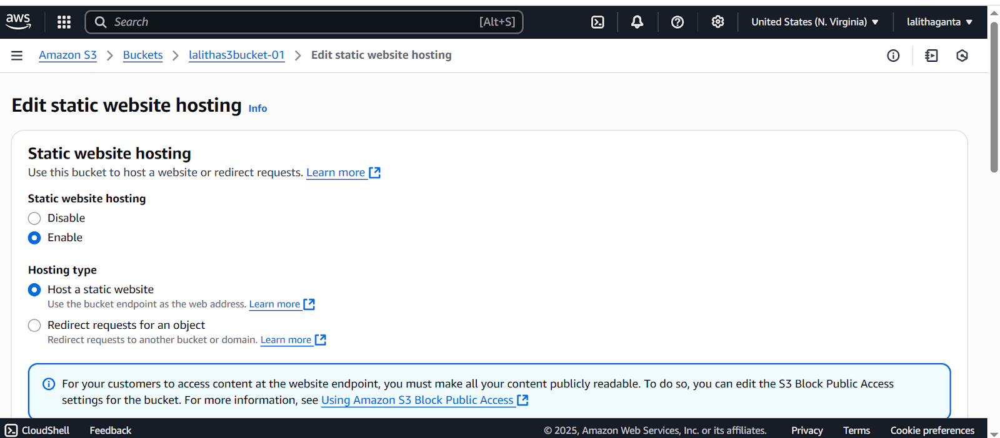 aws
Search [Alt+S] United States (N. Virginia) lalithaganta
Amazon S3 Buckets lalithas3bucket-01 Edit static website hosting
Edit static website hosting Info
Static website hosting
Use this bucket to host a website or redirect requests. Learn more
Static website hosting
Disable
Enable
Hosting type
Host a static website
Use the bucket endpoint as the web address. Learn more
Redirect requests for an object
Redirect requests to another bucket or domain. Learn more
For your customers to access content at the website endpoint, you must make all your content publicly readable. To do so, you can edit the S3 Block Public Access
settings for the bucket. For more information, see Using Amazon S3 Block Public Access
CloudShell Feedback © 2025, Amazon Web Services, Inc. or its affiliates. Privacy Terms Cookie preferences